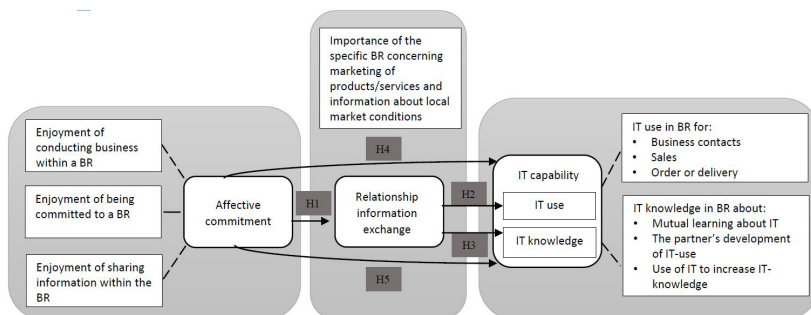 Importance of the
specific BR concerning
marketing of
products/services and
information about local
market conditions
Enjoyment of
conducting business
within a BR
Enjoyment of being
committed to a BR
Enjoyment of sharing
information within the
BR
Affective
commitment
H1
H4
Relationship
information
exchange
H2
H3
H5
IT capability
IT use
IT knowledge
IT use in BR for:
• Business contacts
• Sales
• Order or delivery
IT knowledge in BR about:
• Mutual learning about IT
• The partner's development
of IT-use
• Use of IT to increase IT-
knowledge